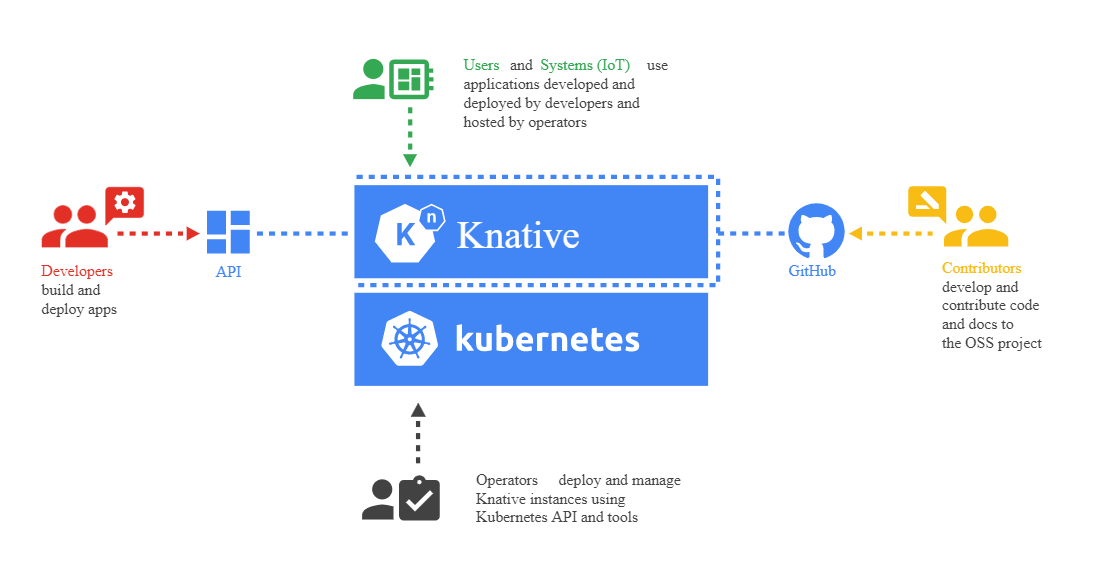 Users and Systems (IoT) use
applications developed and
deployed by developers and
hosted by operators
K n Knative
API
GitHub
Developers
build and
deploy apps
Contributors
develop and
contribute code
and docs to
the OSS project
kubernetes
Operators deploy and manage
Knative instances using
Kubernetes API and tools